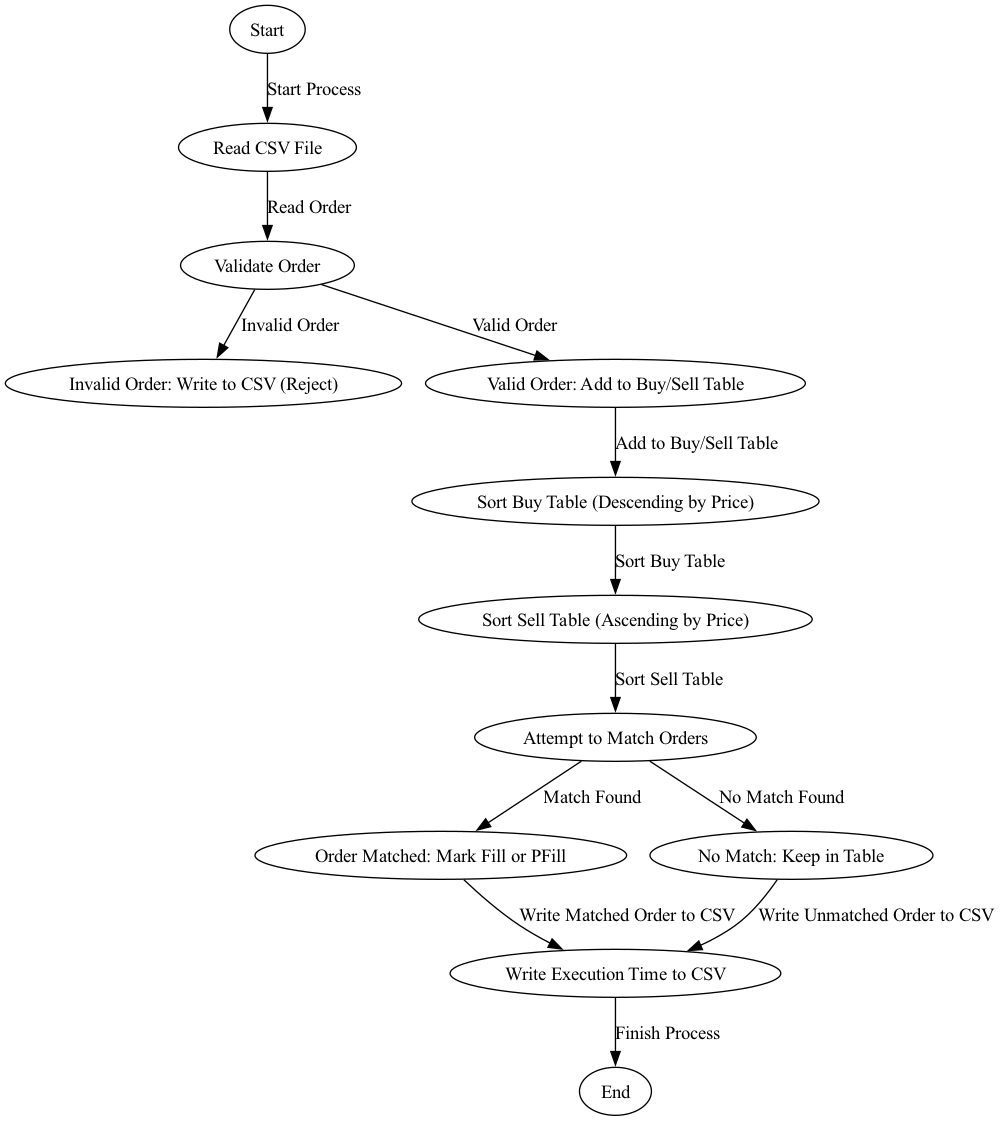 Start
Start Process
Read CSV File
Read Order
Validate Order
Invalid Order
Valid Order
Invalid Order: Write to CSV (Reject)
Valid Order: Add to Buy/Sell Table
Add to Buy/Sell Table
Sort Buy Table (Descending by Price)
Sort Buy Table
Sort Sell Table (Ascending by Price)
Sort Sell Table
Attempt to Match Orders
Match Found
No Match Found
Order Matched: Mark Fill or PFill
No Match: Keep in Table
Write Matched Order to CSV
Write Unmatched Order to CSV
Write Execution Time to CSV
Finish Process
End